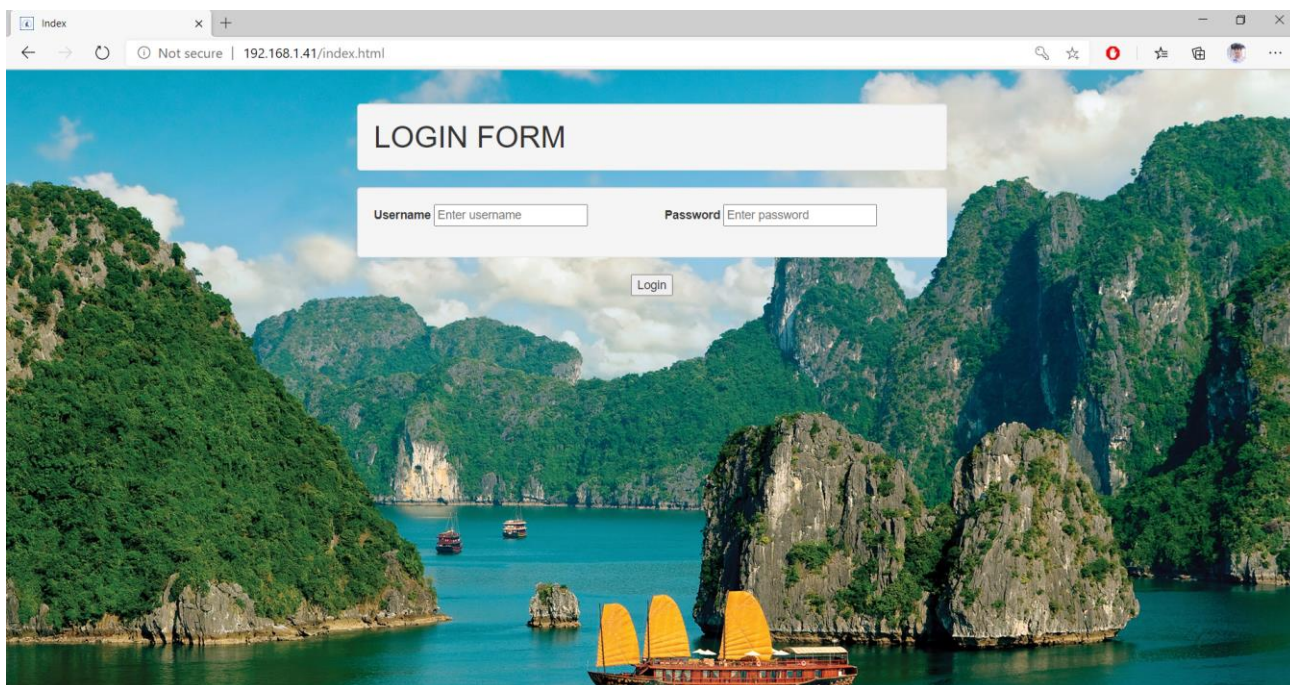 Index
Not secure | 192.168.1.41/index.html
LOGIN FORM
Username Enter username Password Enter password
Login